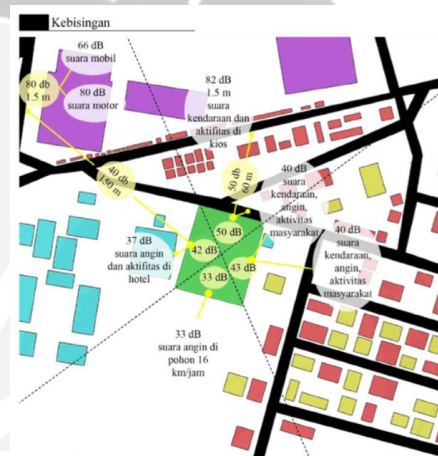 Kebisingan
66 dB
suara mobil
80 db
1.5 m
80 dB
suara motor
82 dB
1.5 m
suara
kendaraan dan
aktifitas di
kios
40 db
150 m
50 db
60 m
40 dB
suara
kendaraan,
angin,
aktivitas
masyarakat
50 dB
42 dB
43 dB
33 dB
37 dB
suara angin
dan aktifitas di
hotel
40 dB
suara
kendaraan,
angin,
aktivitas
masyarakat
33 dB
suara angin di
pohon 16
km/jam